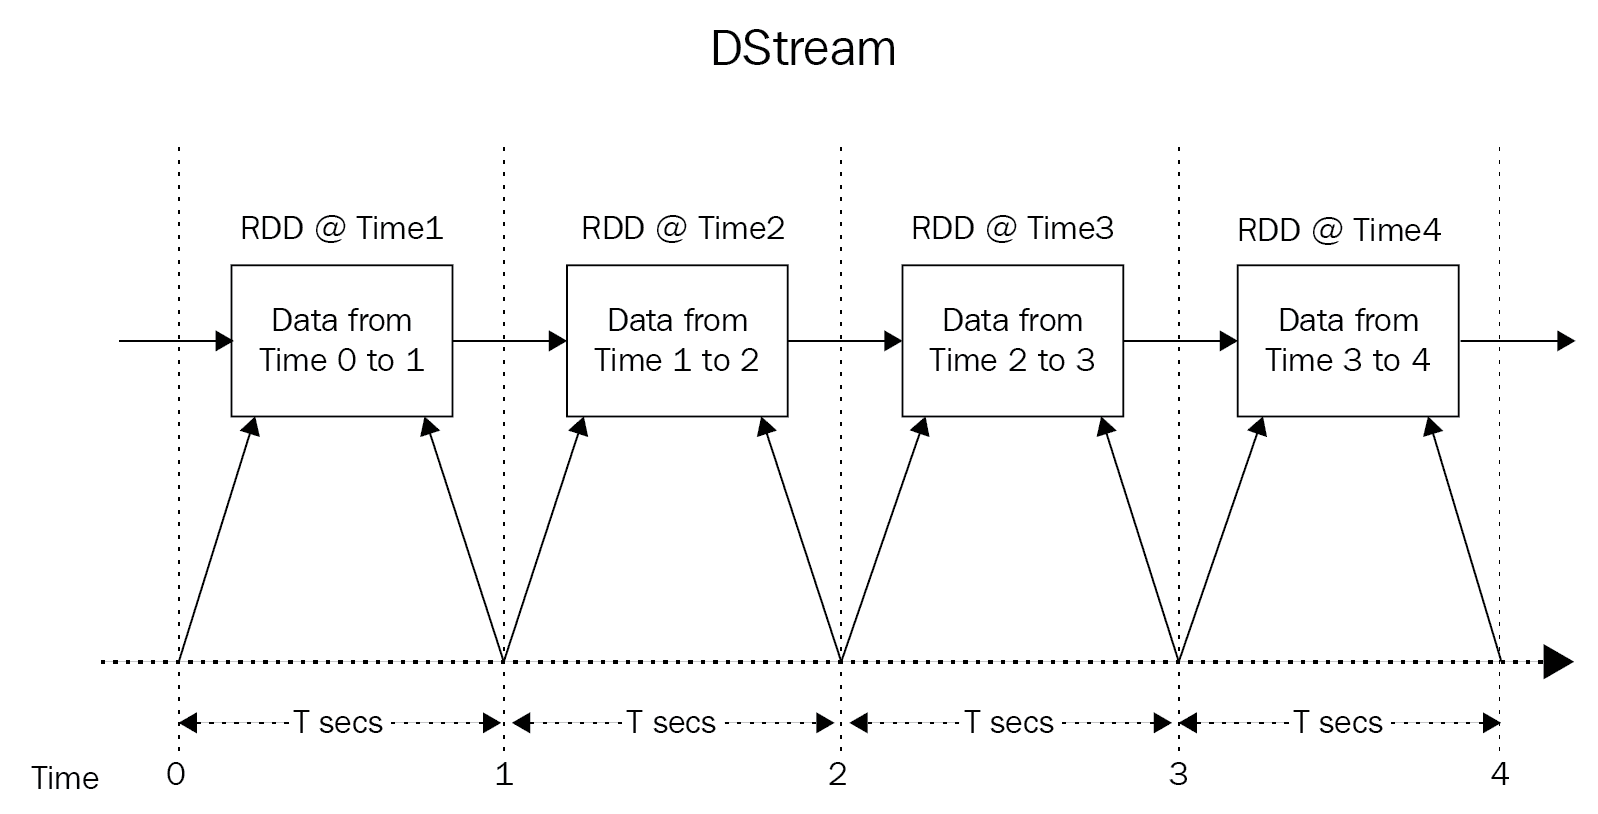 DStream
RDD @ Time1
RDD @ Time2
RDD @ Time3
RDD @ Time4
Data from
Time 0 to 1
Data from
Time 1 to 2
Data from
Time 2 to 3
Data from
Time 3 to 4
T secs
T secs
T secs
T secs
Time 0 1 2 3 4